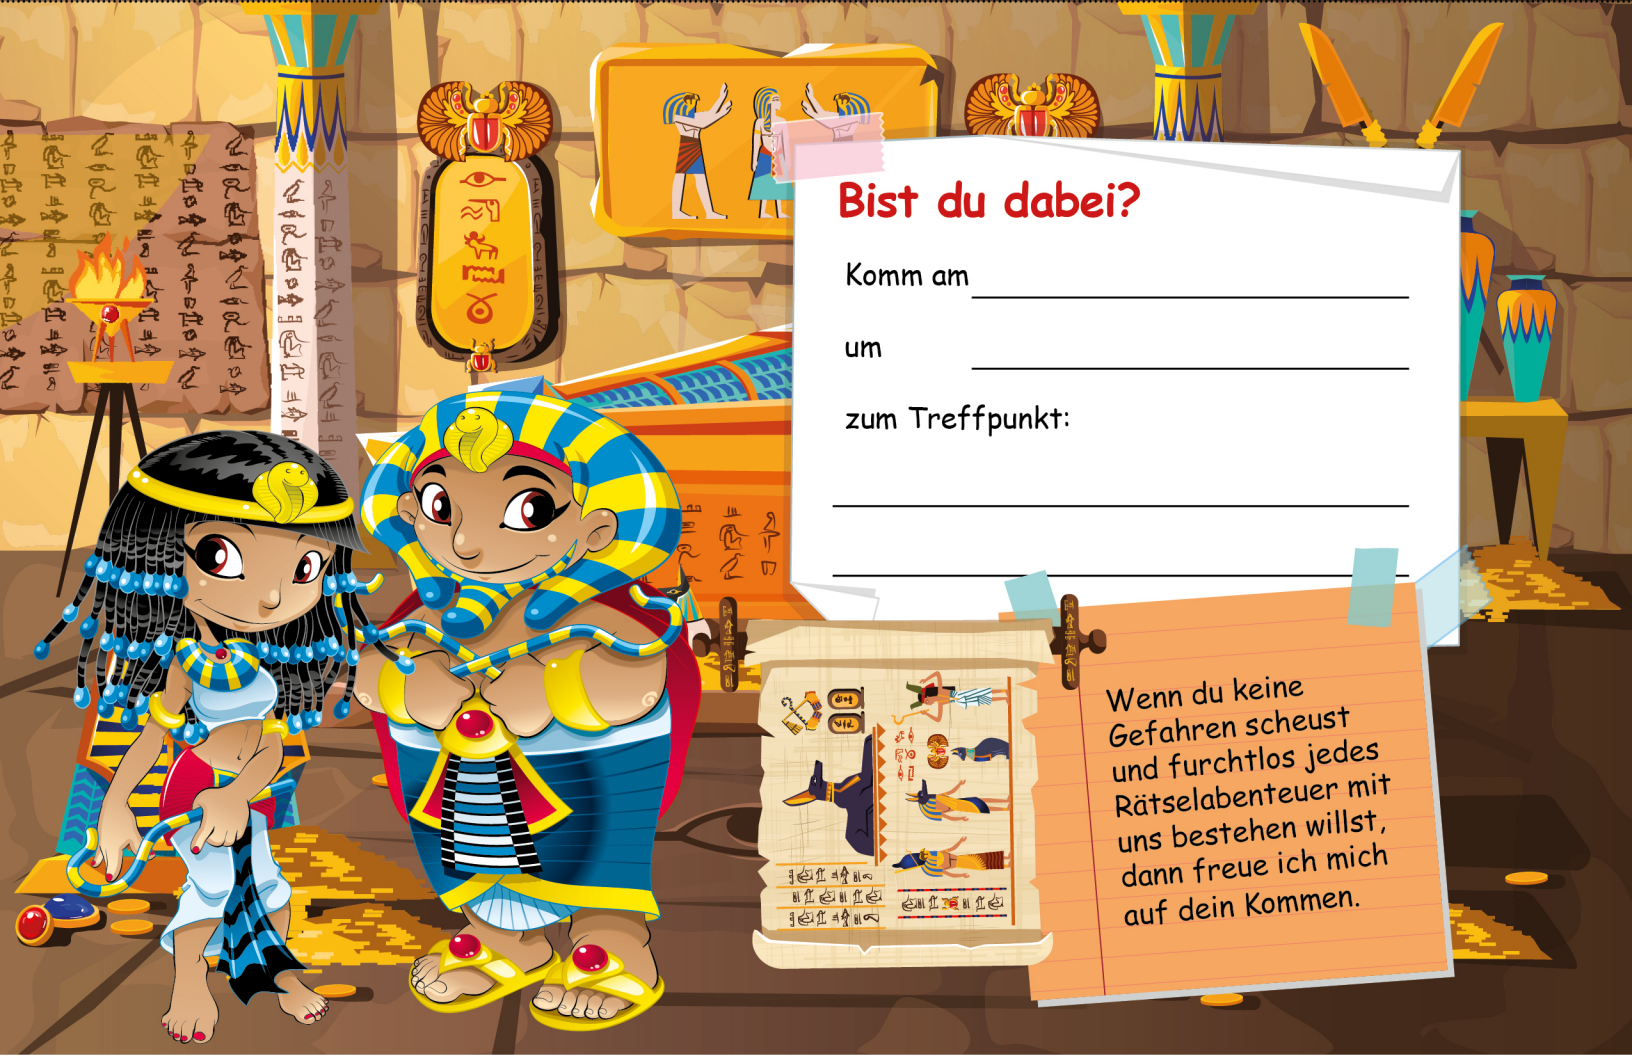 Bist du dabei?
Komm am
um
zum Treffpunkt:
Wenn du keine
Gefahren scheust
und furchtlos jedes
Rätselabenteuer mit
uns bestehen willst,
dann freue ich mich
auf dein Kommen.